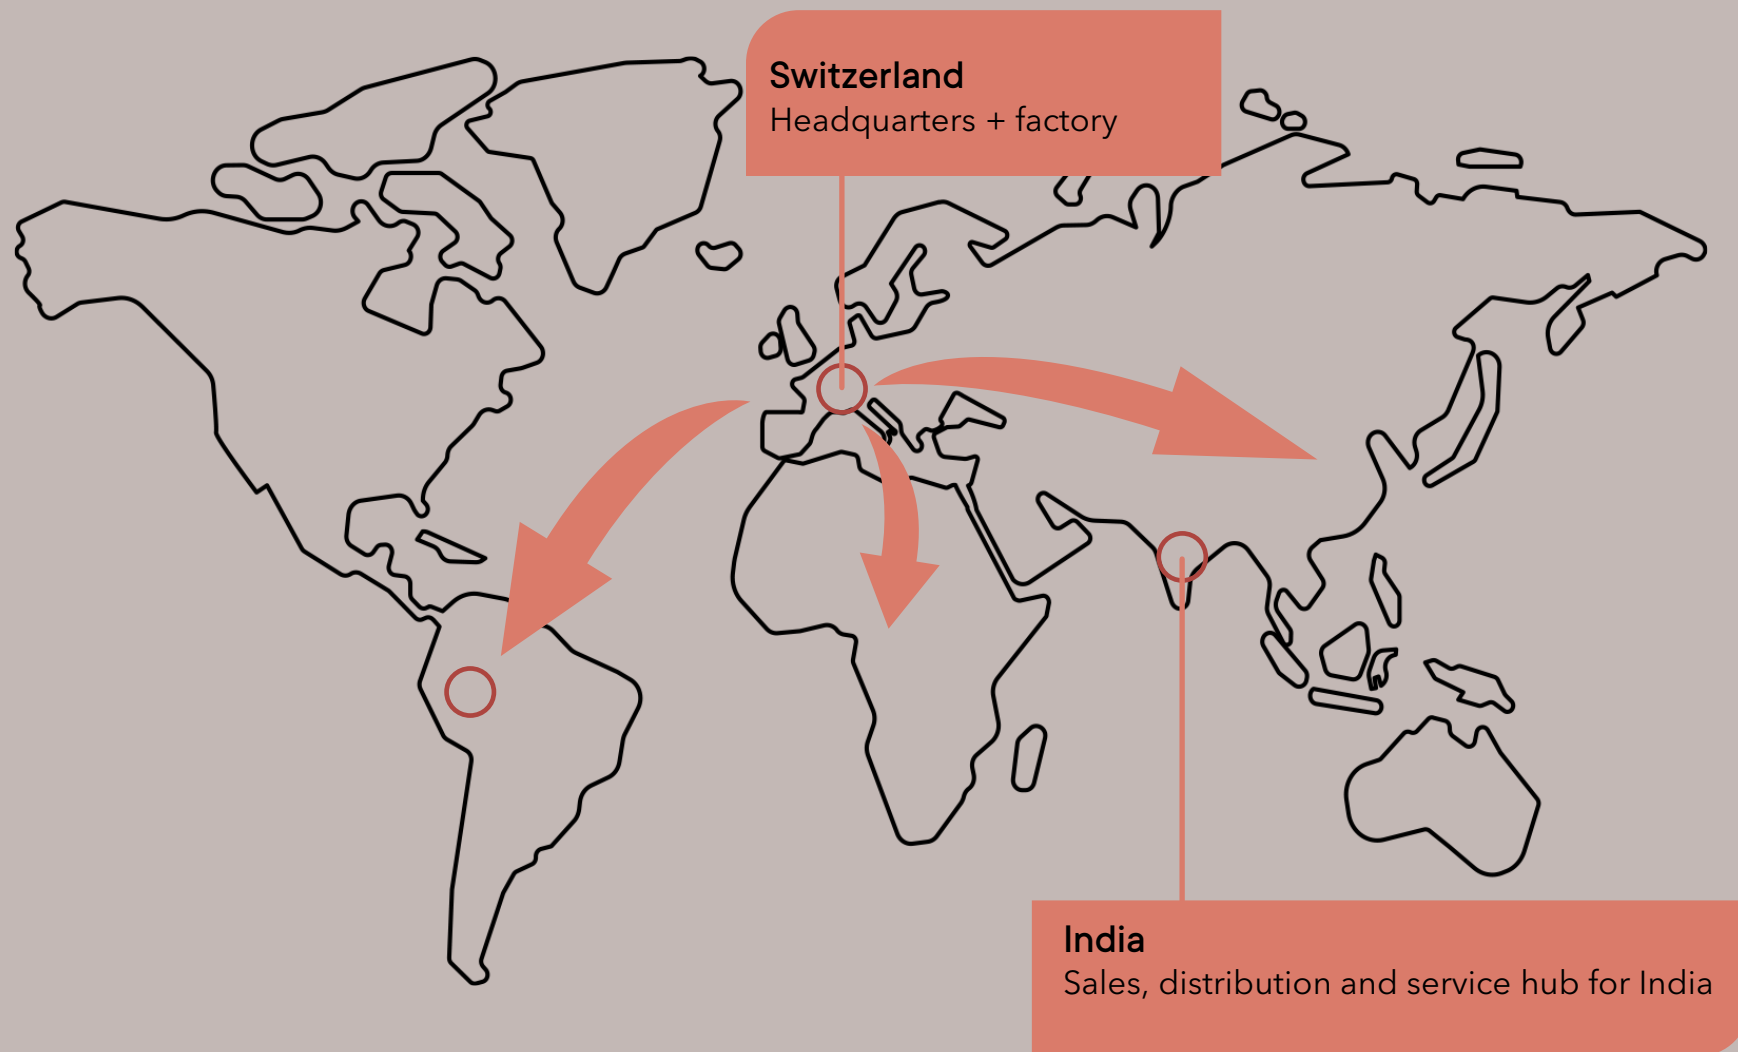 Switzerland
Headquarters + factory
India
Sales, distribution and service hub for India